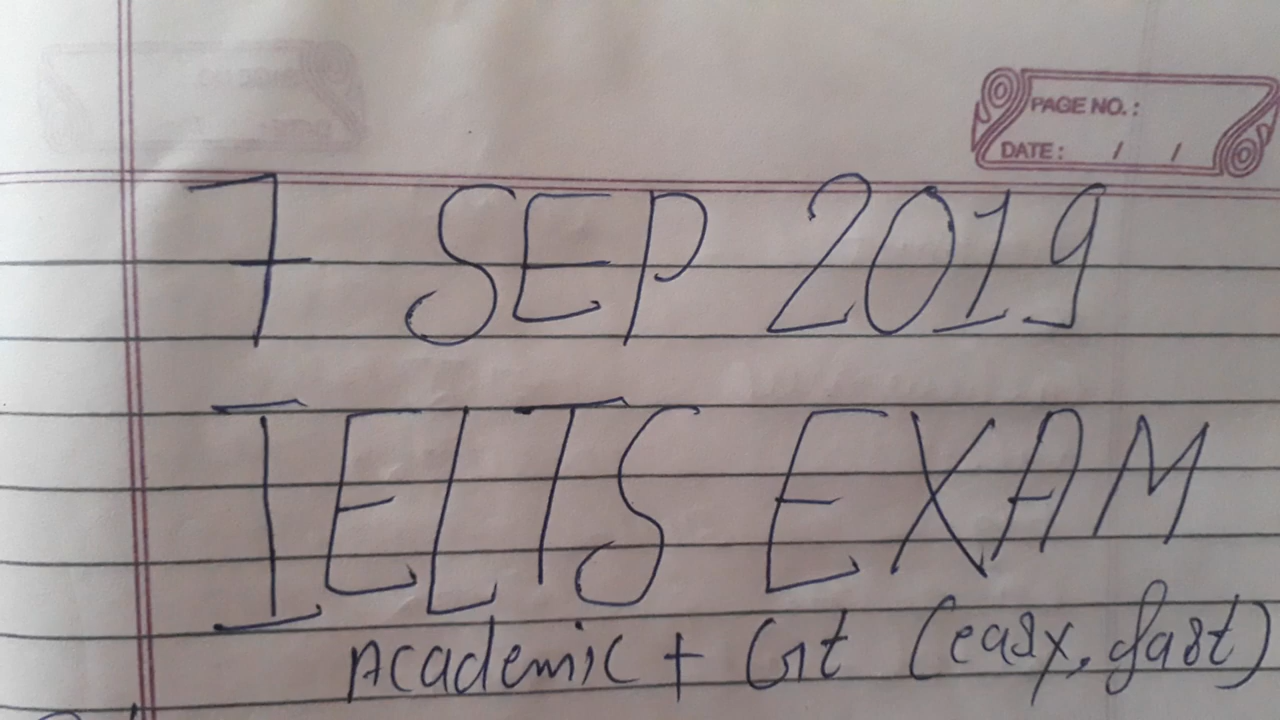 PAGE NO.:
DATE: / /
7 SEP 2019
IELTS EXAM
Academic + Gt (easy, fast)